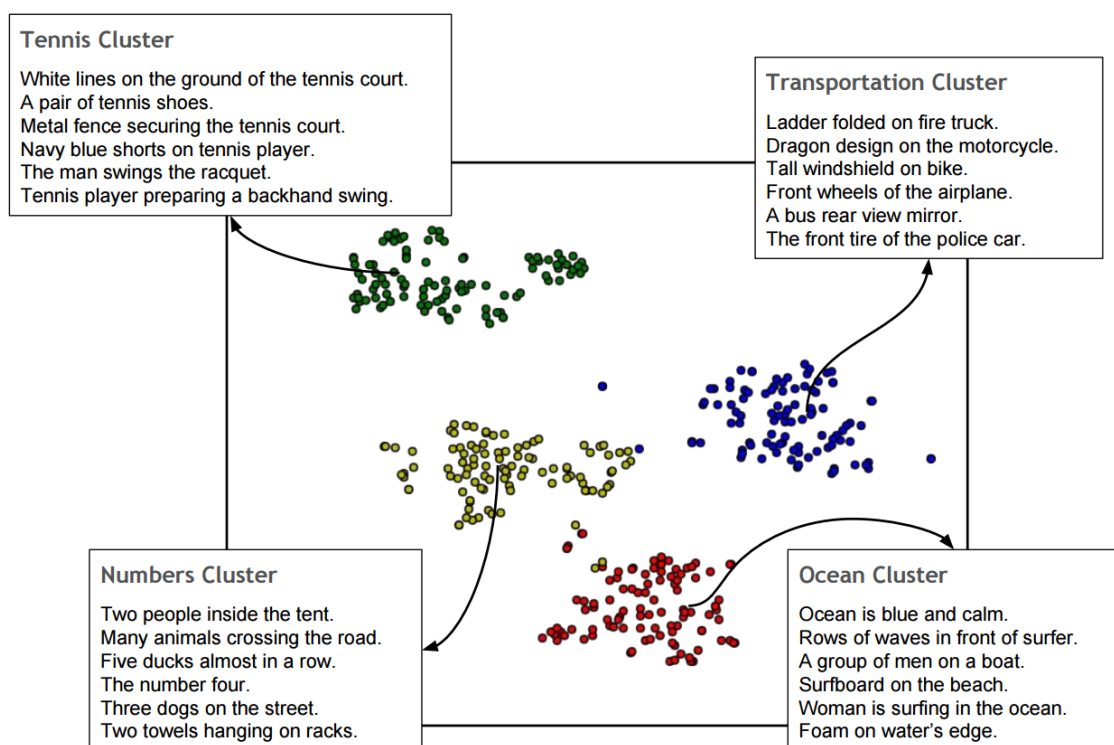 Tennis Cluster
White lines on the ground of the tennis court.
A pair of tennis shoes.
Metal fence securing the tennis court.
Navy blue shorts on tennis player.
The man swings the racquet.
Tennis player preparing a backhand swing.
Transportation Cluster
Ladder folded on fire truck.
Dragon design on the motorcycle.
Tall windshield on bike.
Front wheels of the airplane.
A bus rear view mirror.
The front tire of the police car.
Numbers Cluster
Two people inside the tent.
Many animals crossing the road.
Five ducks almost in a row.
The number four.
Three dogs on the street.
Two towels hanging on racks.
Ocean Cluster
Ocean is blue and calm.
Rows of waves in front of surfer.
A group of men on a boat.
Surfboard on the beach.
Woman is surfing in the ocean.
Foam on water's edge.